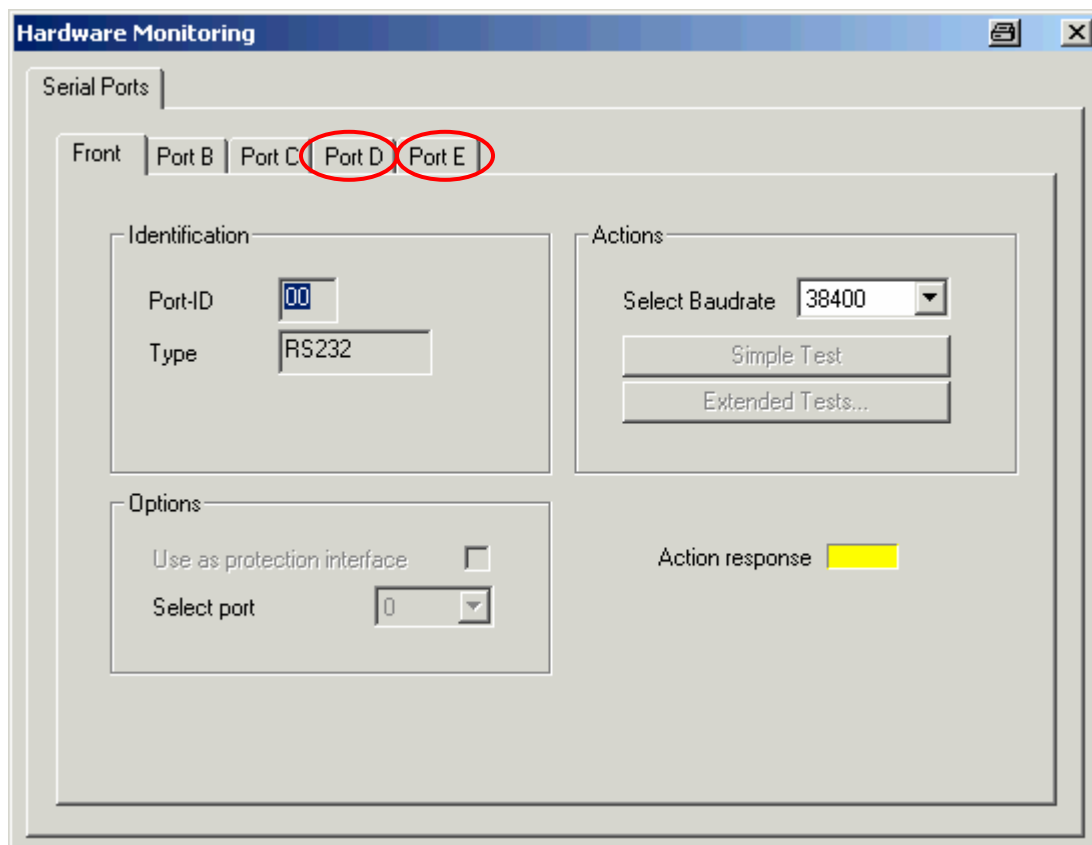 Hardware Monitoring
Serial Ports
Front Port B Port C Port D Port E
Identification
Port-ID 00
Type RS232
Actions
Select Baudrate 38400
Simple Test
Extended Tests...
Options
Use as protection interface
Select port 0
Action response